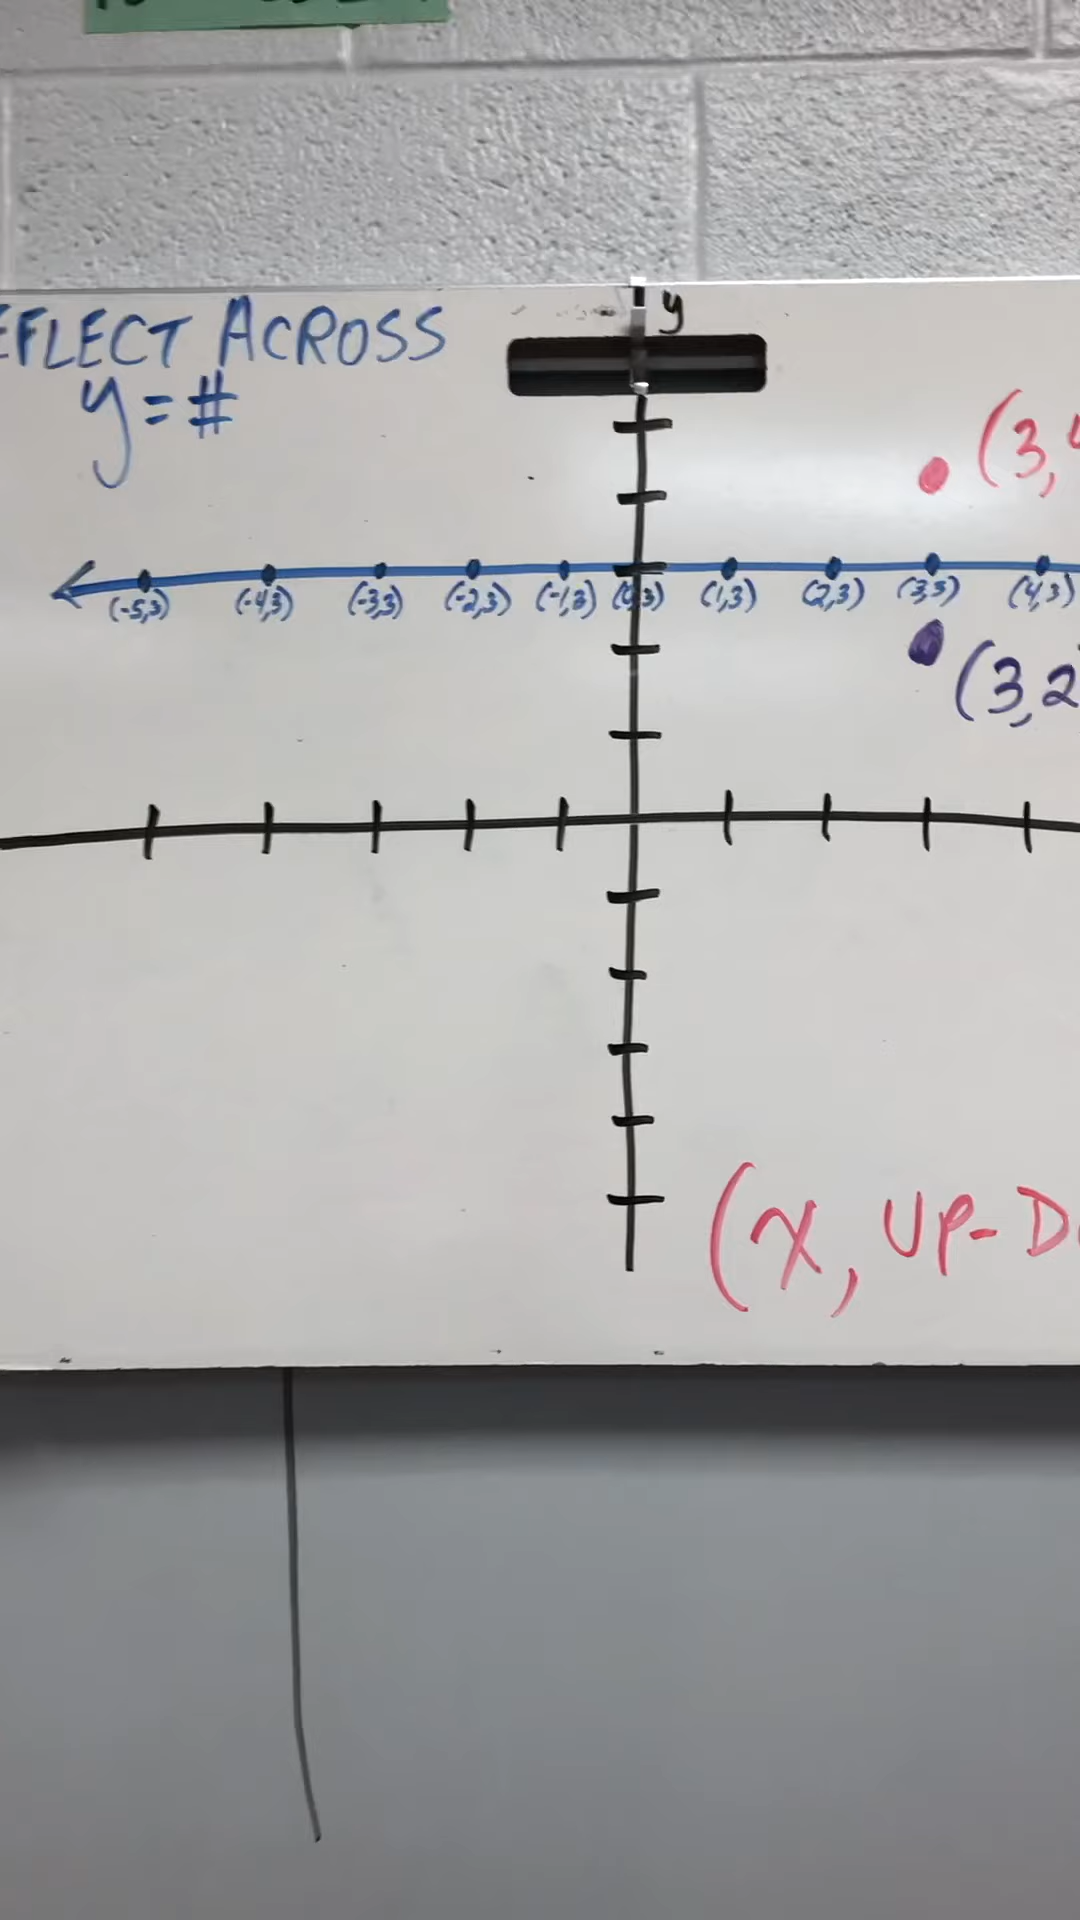 EFLECT ACROSS
y = #
y
(3, 4
(-5,3) (-4,3) (-3,3) (-2,3) (-1,3) (0,3) (1,3) (2,3) (3,3) (4,3)
(3,2
(x, UP-D